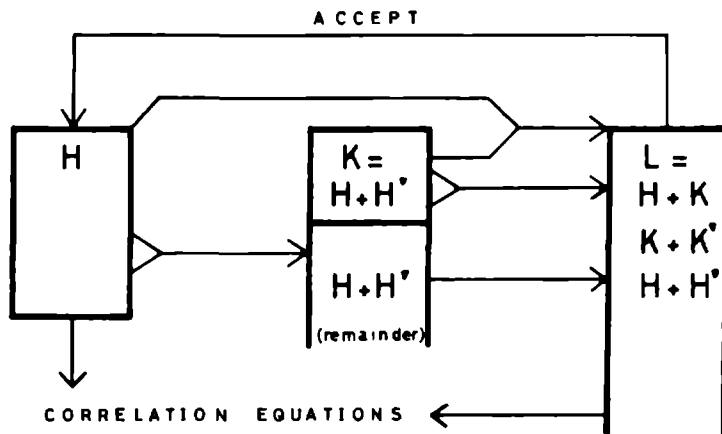 ACCEPT
H
K =
H + H'
H + H'
(remainder)
L =
H + K
K + K'
H + H'
CORRELATION EQUATIONS